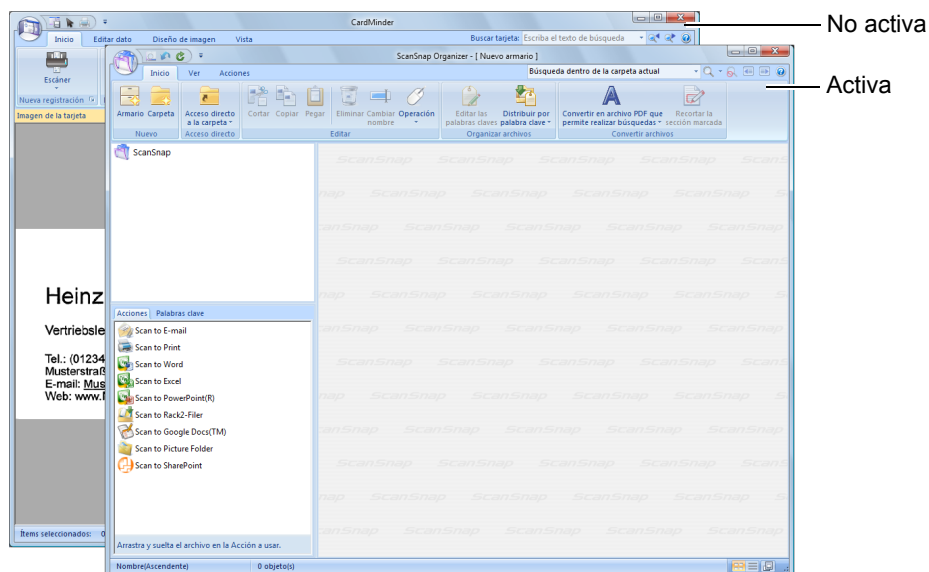 CardMinder
No activa
Inicio Editar dato Diseño de imagen Vista
Buscar tarjeta: Escriba el texto de búsqueda
ScanSnap Organizer - [ Nuevo armario ]
Activa
Inicio Ver Acciones
Búsqueda dentro de la carpeta actual
Escáner
Nueva registración
Imagen de la tarjeta
Armario Carpeta
Acceso directo a la carpeta
Cortar Copiar Pegar
Eliminar Cambiar nombre Operación
Editar las palabras claves
Distribuir por palabra clave
Convertir en archivo PDF que permite realizar búsquedas
Recortar la sección marcada
Nuevo Acceso directo Editar Organizar archivos Convertir archivos
ScanSnap
Heinz
Vertriebsle
Tel.: (01234
Musterstraß
E-mail: Mus
Web: www.
Acciones Palabras clave
Scan to E-mail
Scan to Print
Scan to Word
Scan to Excel
Scan to PowerPoint(R)
Scan to Rack2-Filer
Scan to Google Docs(TM)
Scan to Picture Folder
Scan to SharePoint
Arrastra y suelta el archivo en la Acción a usar.
Ítems seleccionados: 0
Nombre(Ascendente) 0 objeto(s)